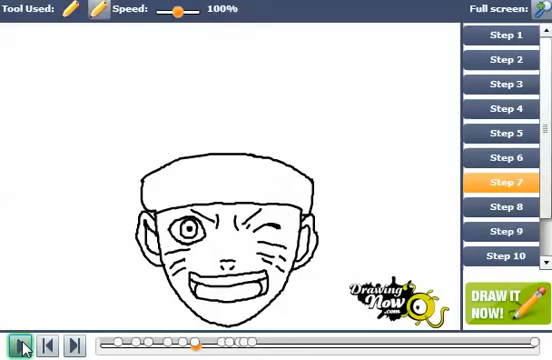 Tool Used: Speed: 100% Full screen:
Step 1
Step 2
Step 3
Step 4
Step 5
Step 6
Step 7
Step 8
Step 9
Step 10
Drawing
Now.com
DRAW IT
NOW!